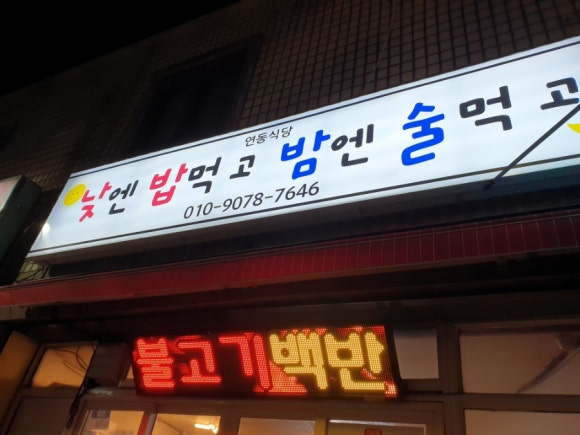 연동식당
낮엔 밥먹고 밤엔 술먹고
010-9078-7646
불고기백반